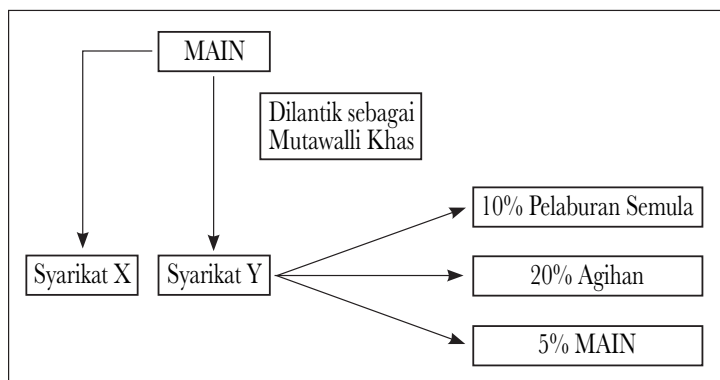 MAIN
Dilantik sebagai
Mutawalli Khas
10% Pelaburan Semula
Syarikat X
Syarikat Y
20% Agihan
5% MAIN